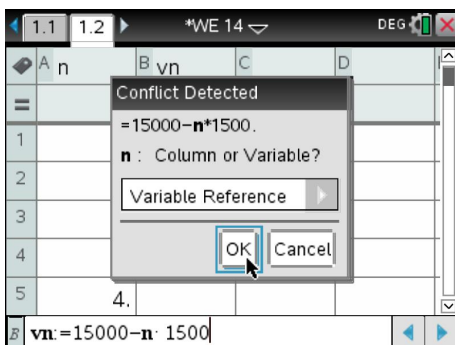 1.1 1.2 *WE 14 DEG
A n B vn C D
=
Conflict Detected
=15000−n*1500.
n : Column or Variable?
Variable Reference
OK Cancel
1
2
3
4
5 4.
B vn:=15000−n· 1500